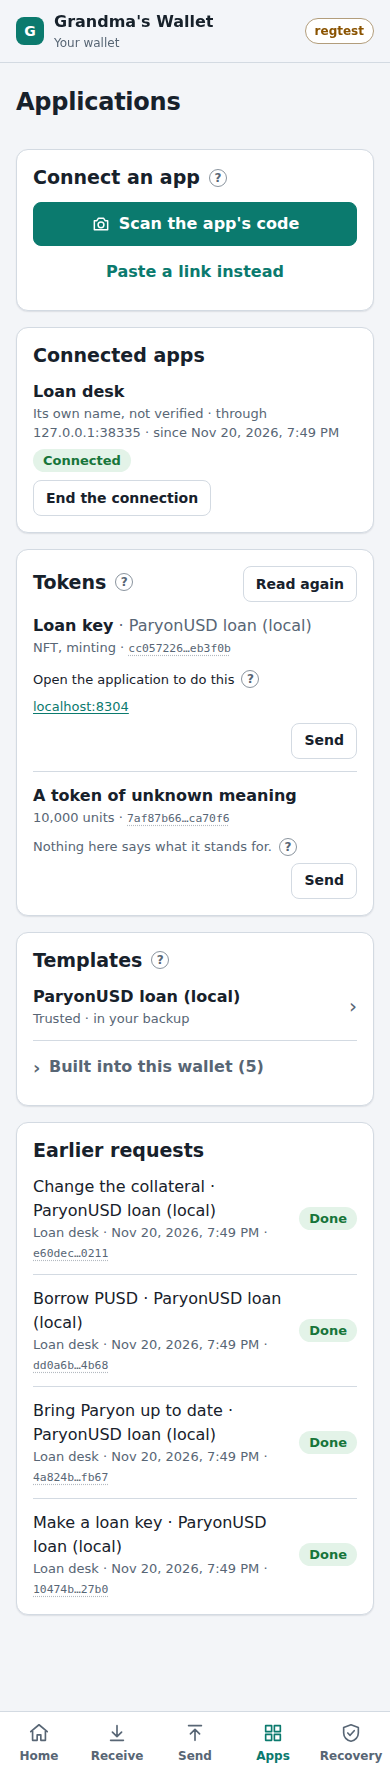 G
Grandma's Wallet
Your wallet
regtest
Applications
Connect an app ?
Scan the app's code
Paste a link instead
Connected apps
Loan desk
Its own name, not verified · through
127.0.0.1:38335 · since Nov 20, 2026, 7:49 PM
Connected
End the connection
Tokens ?
Read again
Loan key · ParyonUSD loan (local)
NFT, minting · cc057226…eb3f0b
Open the application to do this ?
localhost:8304
Send
A token of unknown meaning
10,000 units · 7af87b66…ca70f6
Nothing here says what it stands for. ?
Send
Templates ?
ParyonUSD loan (local)
Trusted · in your backup
›
› Built into this wallet (5)
Earlier requests
Change the collateral ·
ParyonUSD loan (local)
Loan desk · Nov 20, 2026, 7:49 PM ·
e60dec…0211
Done
Borrow PUSD · ParyonUSD loan
(local)
Loan desk · Nov 20, 2026, 7:49 PM ·
dd0a6b…4b68
Done
Bring Paryon up to date ·
ParyonUSD loan (local)
Loan desk · Nov 20, 2026, 7:49 PM ·
4a824b…fb67
Done
Make a loan key · ParyonUSD
loan (local)
Loan desk · Nov 20, 2026, 7:49 PM ·
10474b…27b0
Done
Home
Receive
Send
Apps
Recovery